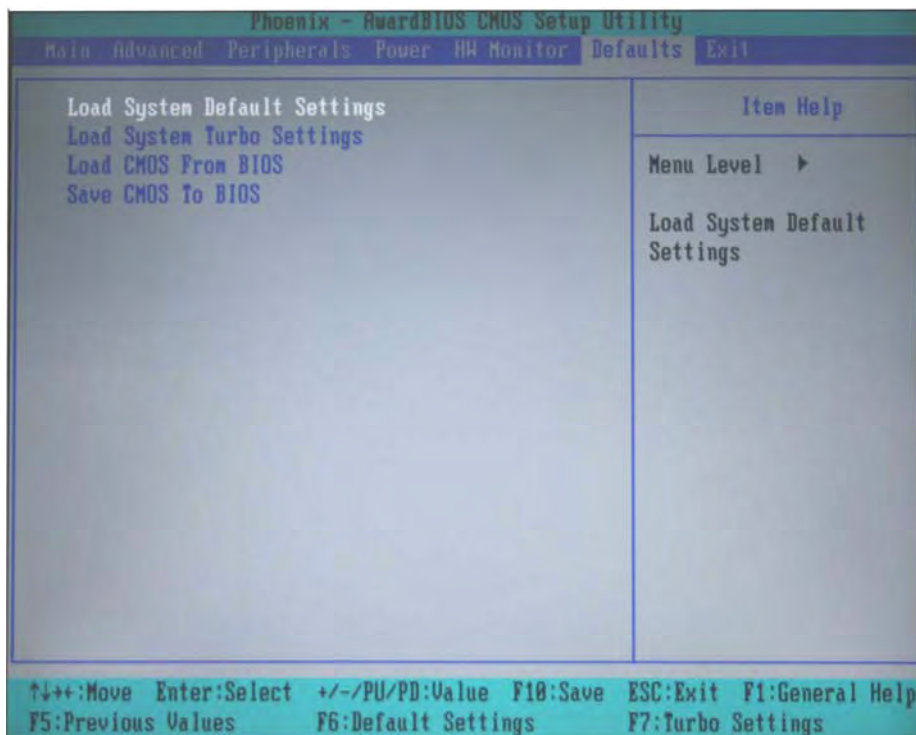 Phoenix - AwardBIOS CMOS Setup Utility
Main Advanced Peripherals Power HW Monitor Defaults Exit
Load System Default Settings
Load System Turbo Settings
Load CMOS From BIOS
Save CMOS To BIOS
Item Help
Menu Level ▶
Load System Default
Settings
↑↓→←:Move Enter:Select +/-/PU/PD:Value F10:Save ESC:Exit F1:General Help
F5:Previous Values F6:Default Settings F7:Turbo Settings